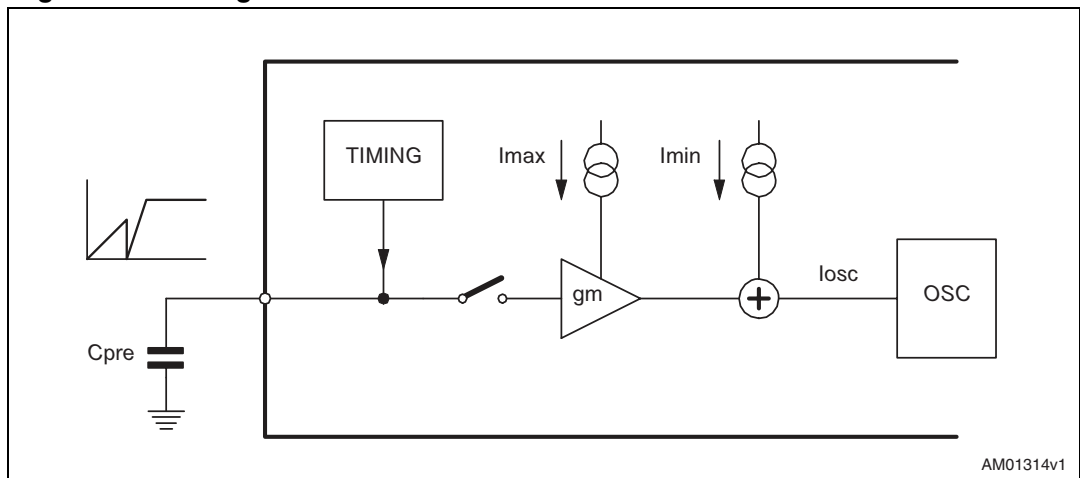 TIMING
Imax
Imin
gm
+
Iosc
OSC
Cpre
AM01314v1